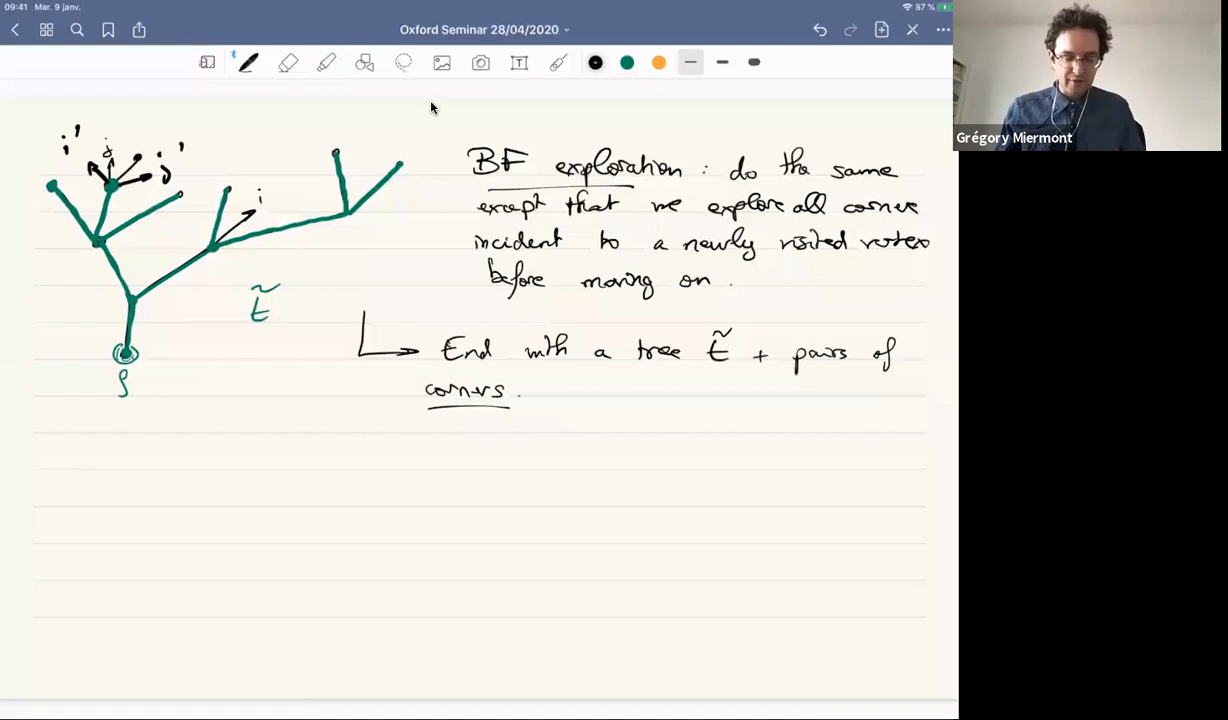 09:41 Mar. 9 janv.
87 %
Oxford Seminar 28/04/2020
Grégory Miermont
i' j j'
i
BF exploration : do the same
except that we explore all corner
incident to a newly visited vertex
before moving on.
t̃
ρ
End with a tree t̃ + pairs of
corners.